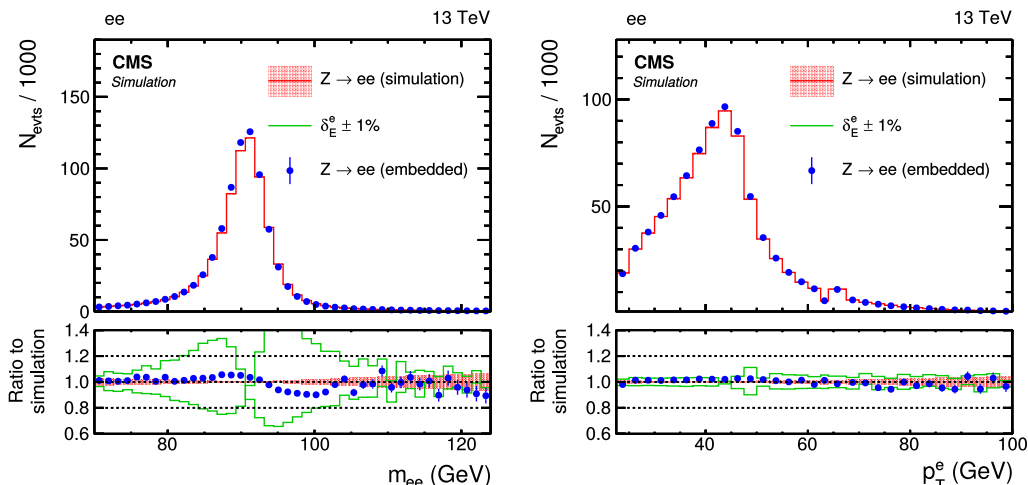 ee 13 TeV
N_evts / 1000
CMS
Simulation
Z → ee (simulation)
δ_E^e ± 1%
Z → ee (embedded)
150
100
50
0
Ratio to simulation
1.4
1.2
1.0
0.8
0.6
80 100 120
m_ee (GeV)
ee 13 TeV
N_evts / 1000
CMS
Simulation
Z → ee (simulation)
δ_E^e ± 1%
Z → ee (embedded)
100
50
Ratio to simulation
1.4
1.2
1.0
0.8
0.6
40 60 80 100
p_T^e (GeV)